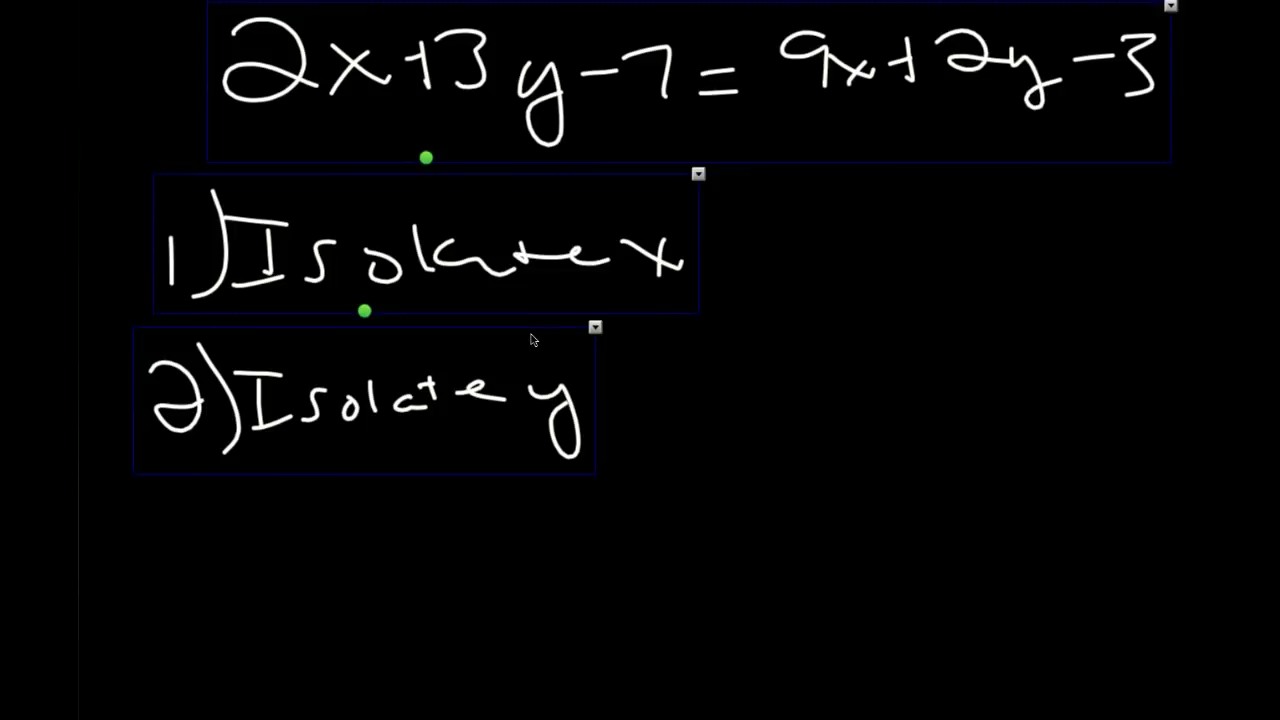 2x+3y-7=9x+2y-3
1) Isolate x
2) Isolate y